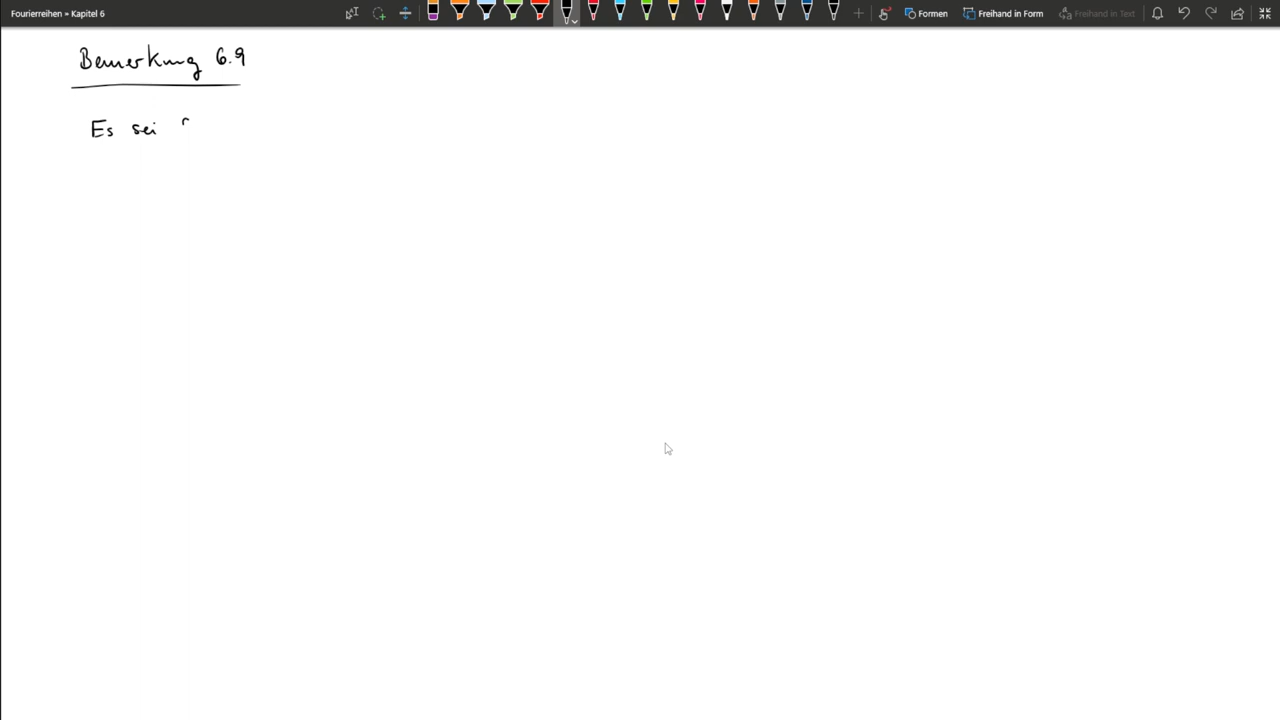 Fourierreihen » Kapitel 6
Formen
Freihand in Form
Freihand in Text
Bemerkung 6.9
Es sei